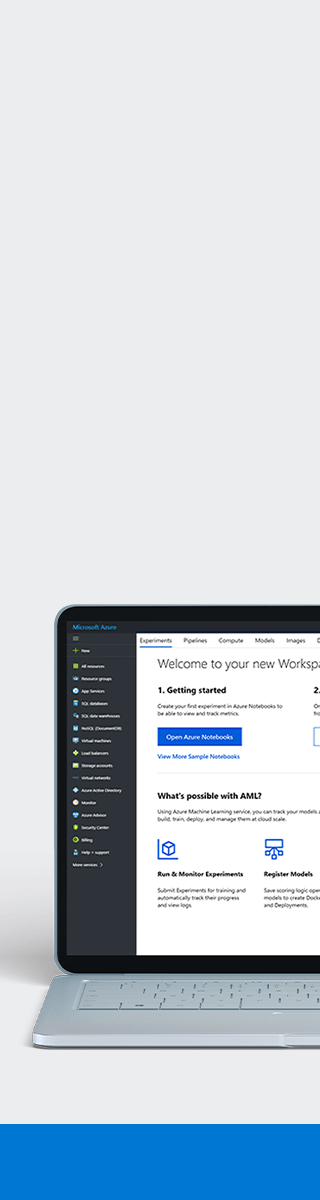 Microsoft Azure
New
All resources
Resource groups
App Services
SQL databases
SQL data warehouses
NoSQL (DocumentDB)
Virtual machines
Load balancers
Storage accounts
Virtual networks
Azure Active Directory
Monitor
Azure Advisor
Security Center
Billing
Help + support
More services
Experiments Pipelines Compute Models Images D
Welcome to your new Workspa
1. Getting started
Create your first experiment in Azure Notebooks to
be able to view and track metrics.
Open Azure Notebooks
View More Sample Notebooks
2.
On
fro
What's possible with AML?
Using Azure Machine Learning service, you can track your models a
build, train, deploy, and manage them at cloud scale.
Run & Monitor Experiments
Submit Experiments for training and
automatically track their progress
and view logs.
Register Models
Save scoring logic ope
models to create Docke
and Deployments.